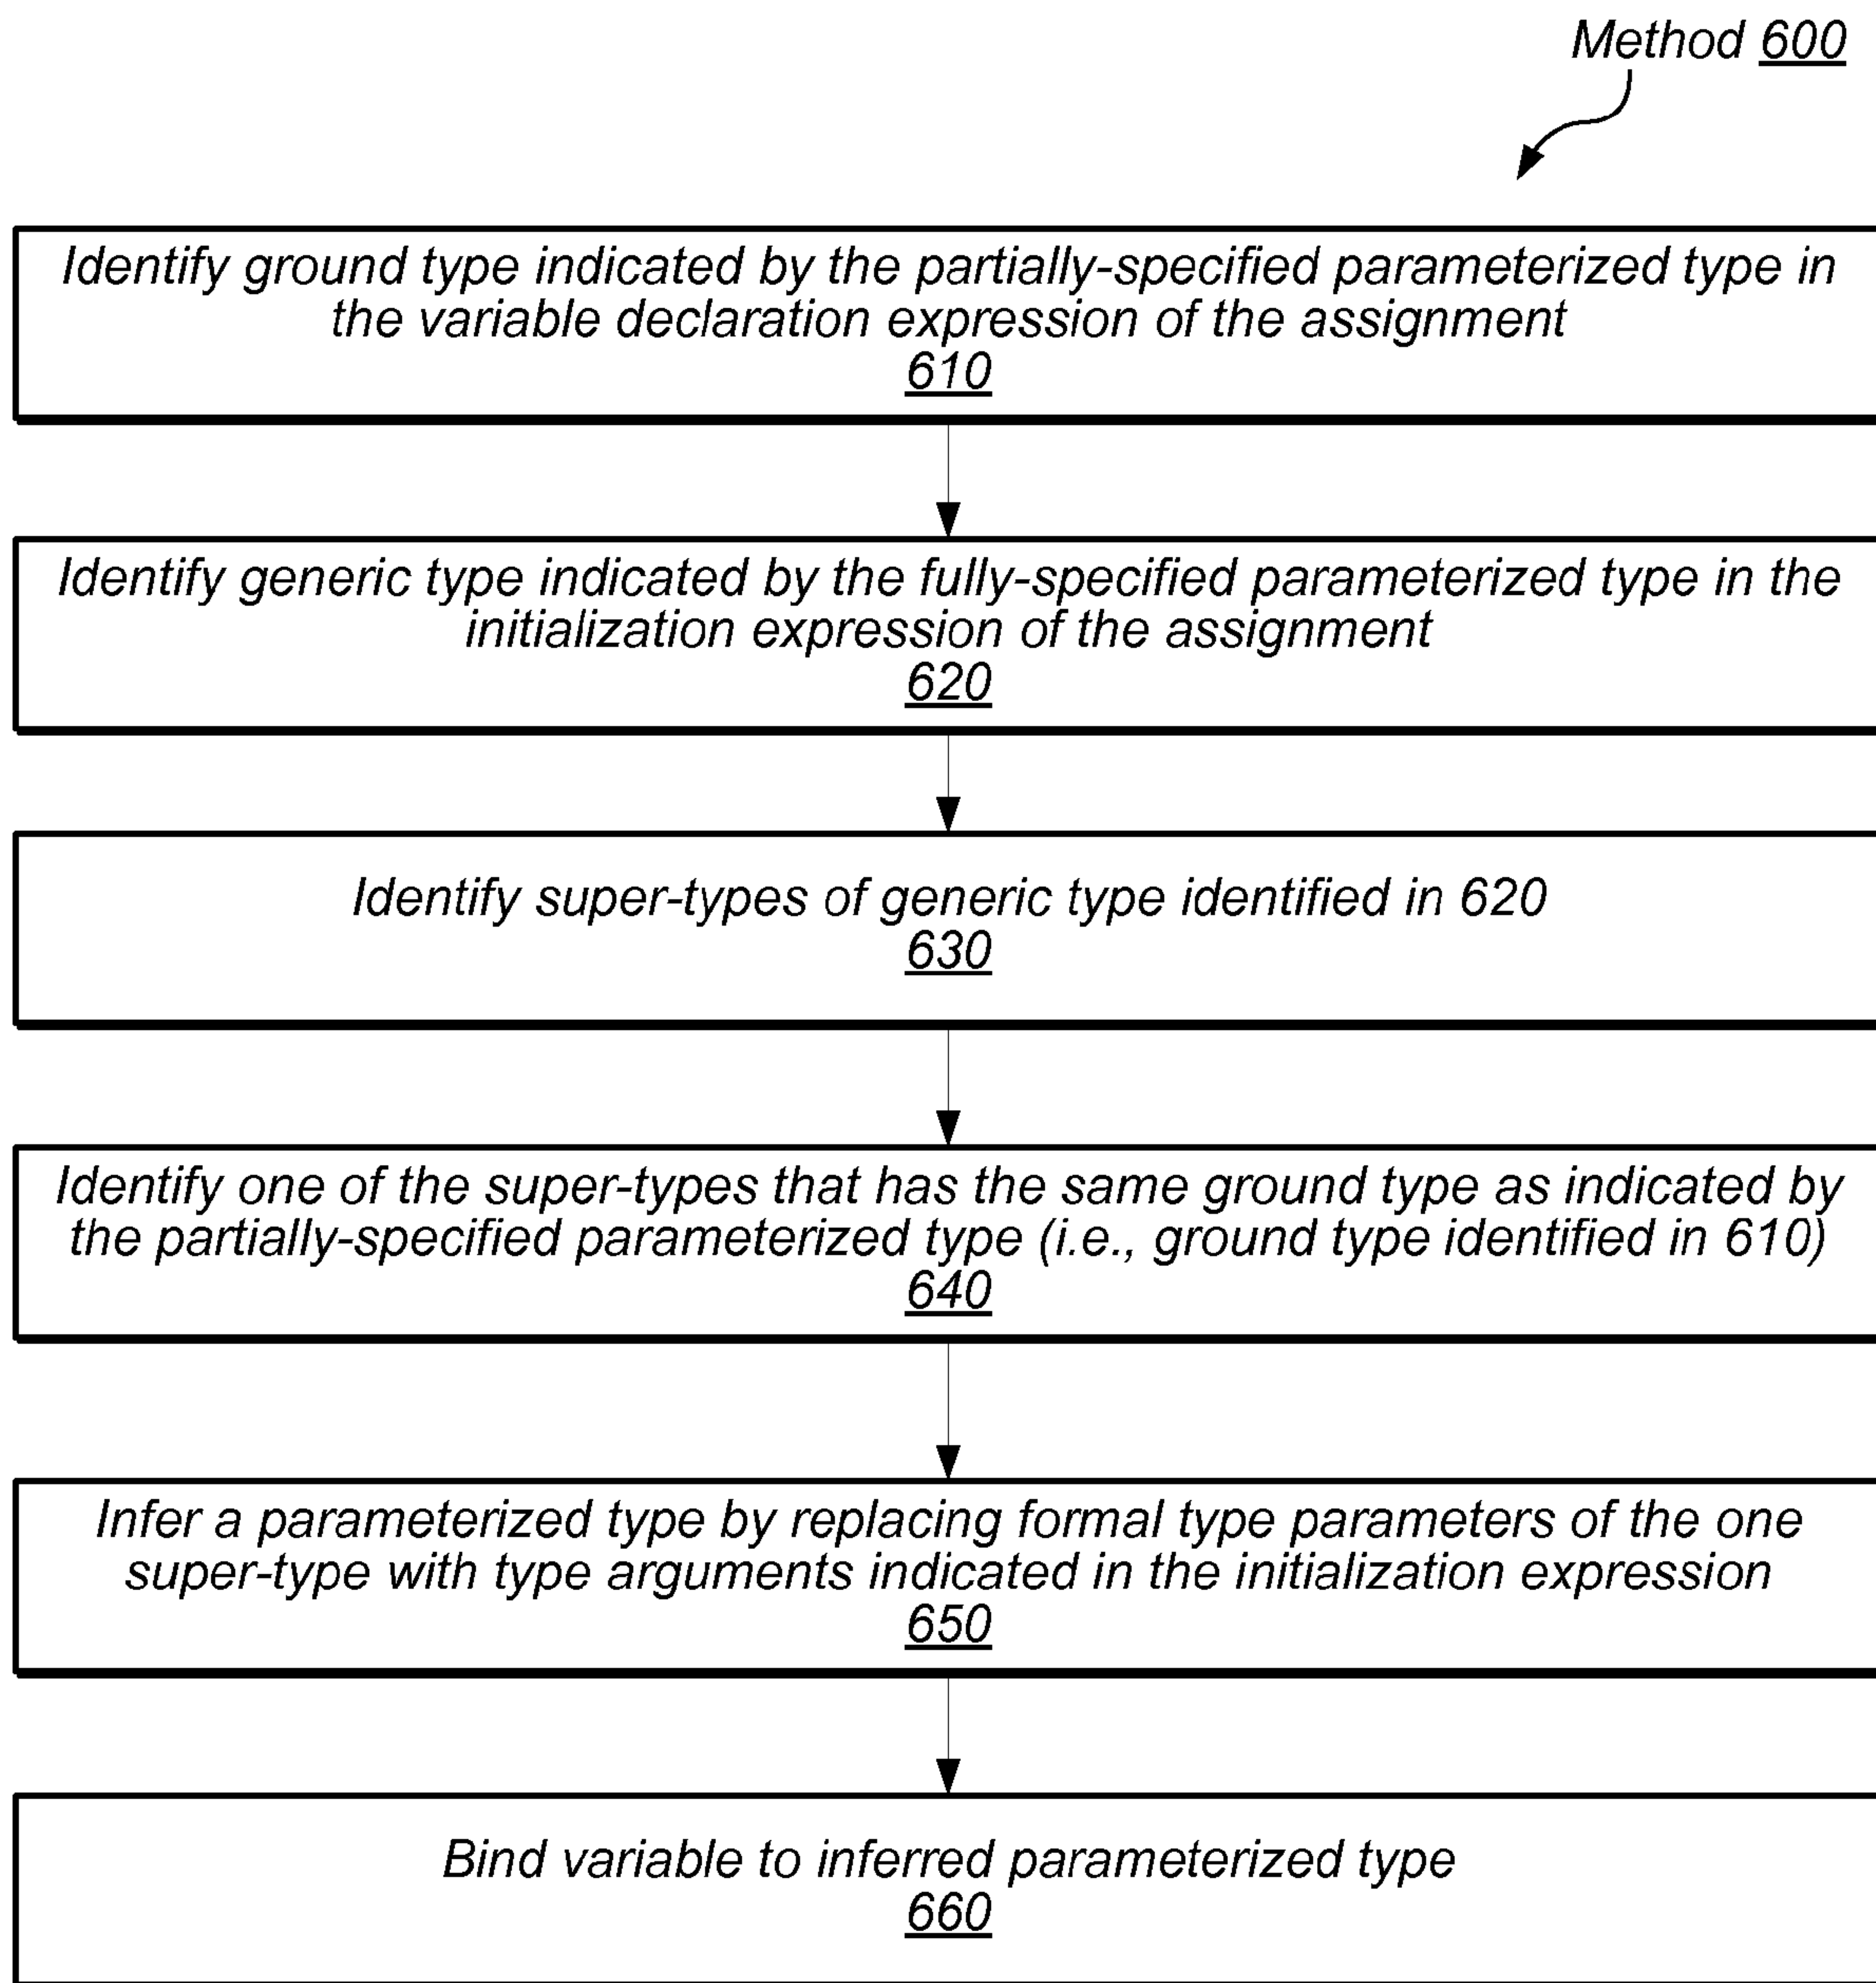 Method 600
Identify ground type indicated by the partially-specified parameterized type in
the variable declaration expression of the assignment
610
Identify generic type indicated by the fully-specified parameterized type in the
initialization expression of the assignment
620
Identify super-types of generic type identified in 620
630
Identify one of the super-types that has the same ground type as indicated by
the partially-specified parameterized type (i.e., ground type identified in 610)
640
Infer a parameterized type by replacing formal type parameters of the one
super-type with type arguments indicated in the initialization expression
650
Bind variable to inferred parameterized type
660